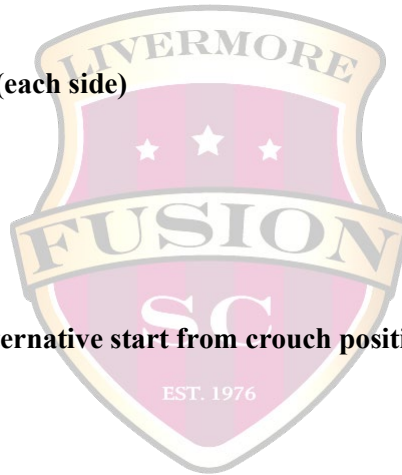 LIVERMORE
(each side)
FUSION
SC
ernative start from crouch positi
EST. 1976